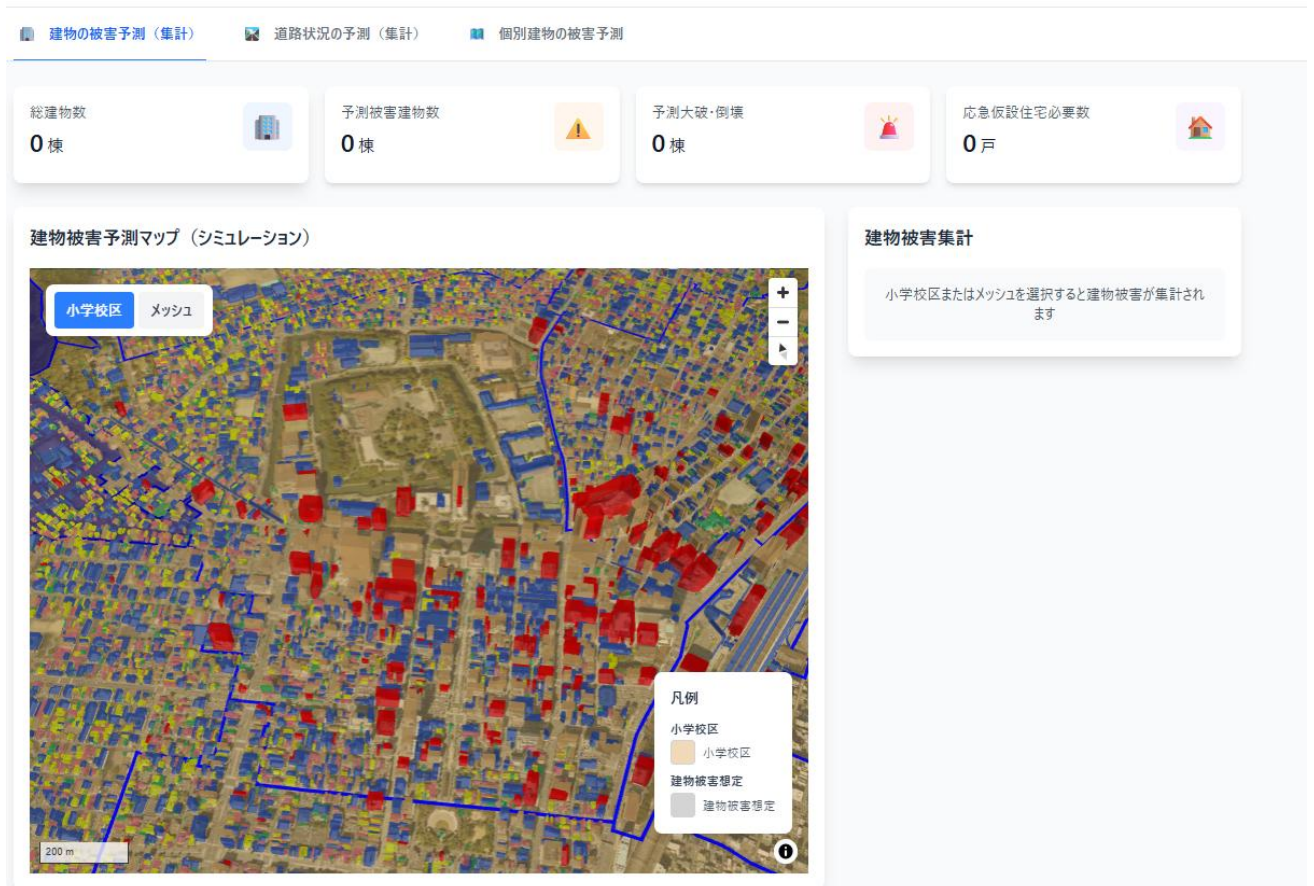 建物の被害予測（集計）
道路状況の予測（集計）
個別建物の被害予測
総建物数
0 棟
予測被害建物数
0 棟
予測大破・倒壊
0 棟
応急仮設住宅必要数
0 戸
建物被害予測マップ（シミュレーション）
小学校区
メッシュ
凡例
小学校区
小学校区
建物被害想定
建物被害想定
200 m
建物被害集計
小学校区またはメッシュを選択すると建物被害が集計され
ます